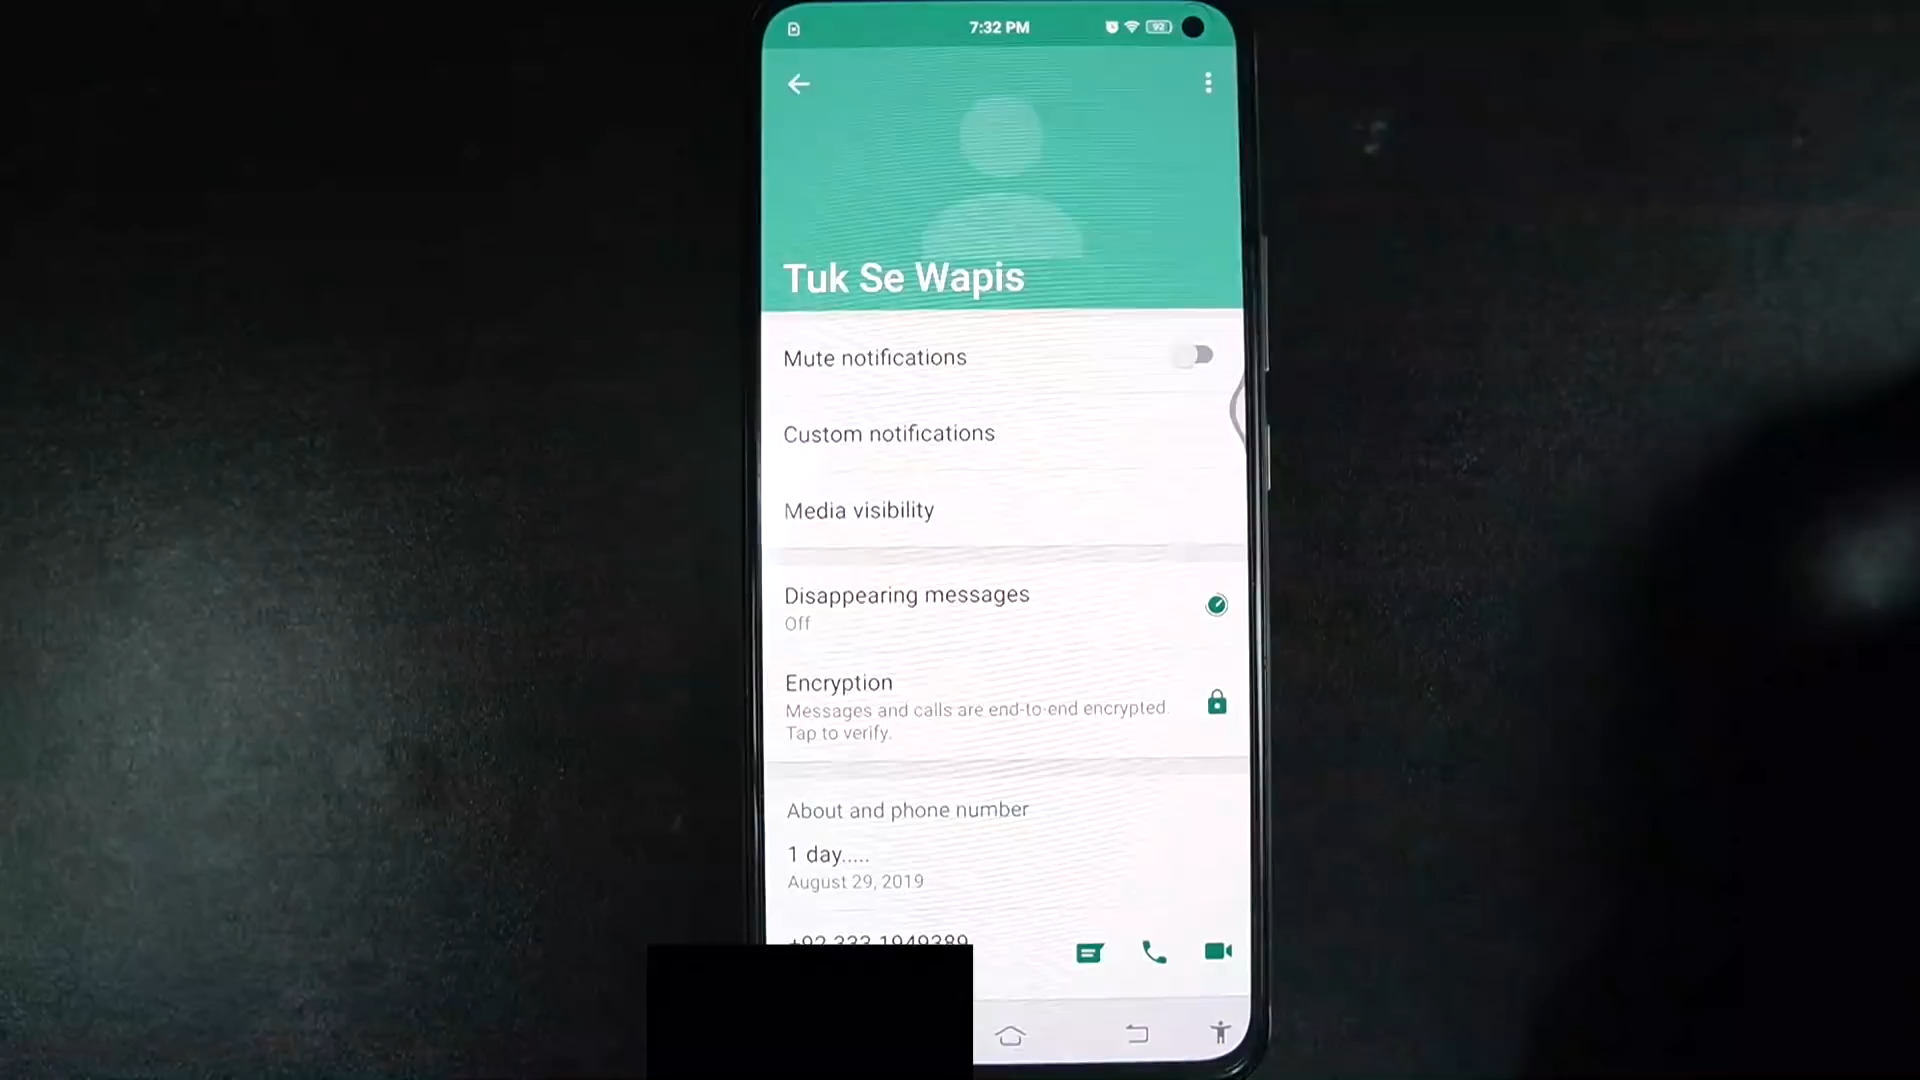 7:32 PM
92
Tuk Se Wapis
Mute notifications
Custom notifications
Media visibility
Disappearing messages
Off
Encryption
Messages and calls are end-to-end encrypted.
Tap to verify.
About and phone number
1 day.....
August 29, 2019